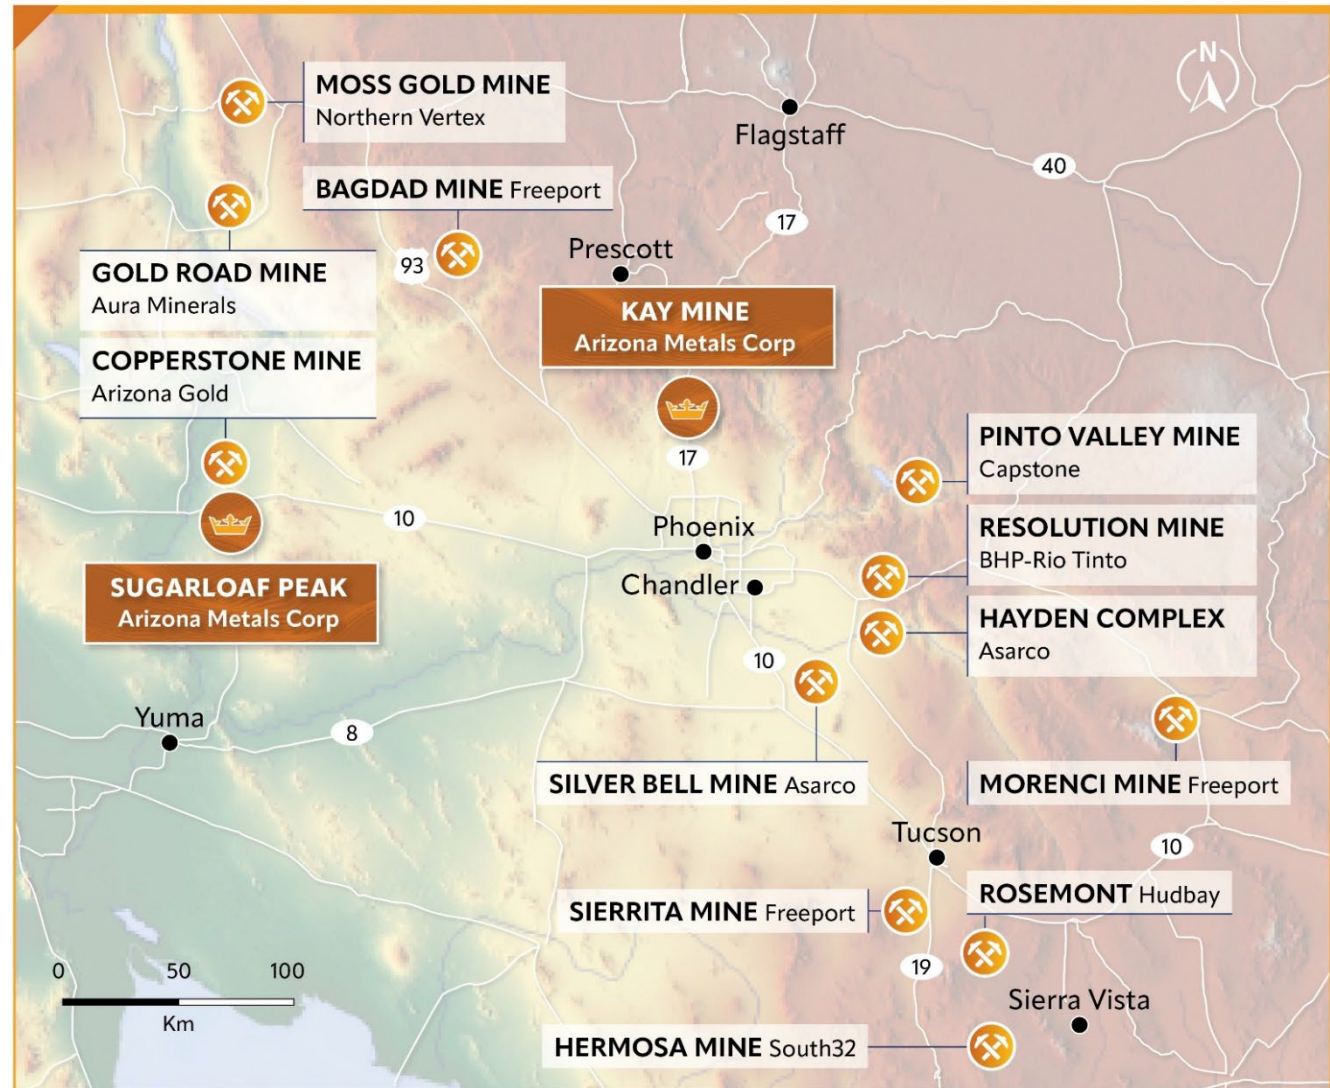 N
MOSS GOLD MINE
Northern Vertex
Flagstaff
40
BAGDAD MINE Freeport
17
Prescott
93
GOLD ROAD MINE
Aura Minerals
KAY MINE
Arizona Metals Corp
COPPERSTONE MINE
Arizona Gold
PINTO VALLEY MINE
Capstone
17
10
Phoenix
RESOLUTION MINE
BHP-Rio Tinto
Chandler
SUGARLOAF PEAK
Arizona Metals Corp
HAYDEN COMPLEX
Asarco
10
Yuma
8
SILVER BELL MINE Asarco
MORENCI MINE Freeport
Tucson
10
ROSEMONT Hudbay
SIERRITA MINE Freeport
19
0 50 100
Km
Sierra Vista
HERMOSA MINE South32